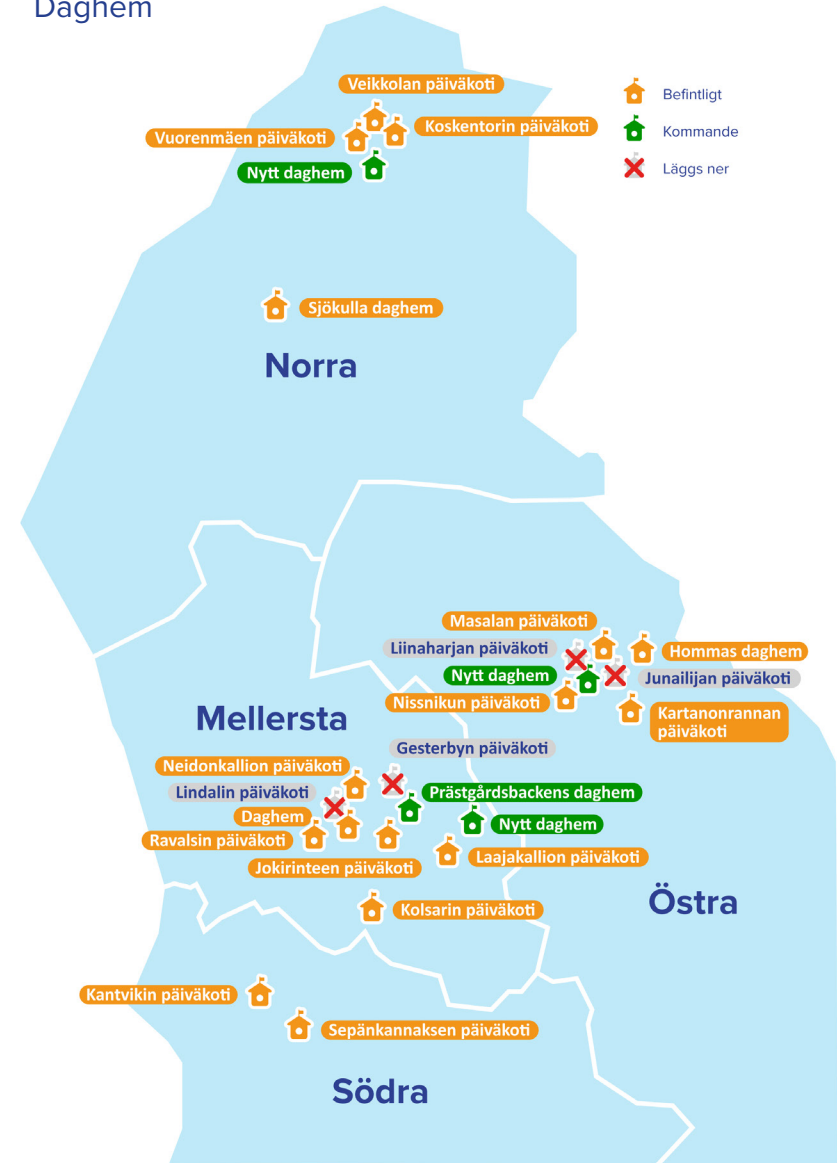 Daghem
Veikkolan päiväkoti
Befintligt
Koskentorin päiväkoti
Vuorenmäen päiväkoti
Kommande
Nytt daghem
Läggs ner
Sjökulla daghem
Norra
Masalan päiväkoti
Liinaharjan päiväkoti
Hommas daghem
Nytt daghem
Junailijan päiväkoti
Nissnikun päiväkoti
Kartanonrannan
päiväkoti
Mellersta
Gesterbyn päiväkoti
Neidonkallion päiväkoti
Lindalin päiväkoti
Prästgårdsbackens daghem
Daghem
Nytt daghem
Ravalsin päiväkoti
Laajakallion päiväkoti
Jokirinteen päiväkoti
Östra
Kolsarin päiväkoti
Kantvikin päiväkoti
Sepänkannaksen päiväkoti
Södra